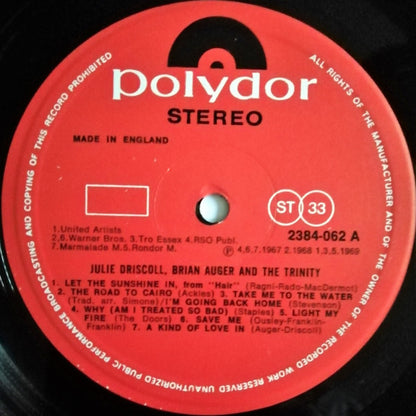 polydor
STEREO
MADE IN ENGLAND
ST 33
1.United Artists
2,6.Warner Bros. 3.Tro Essex 4.RSO Publ.
7.Marmalade M.5.Rondor M.
2384-062 A
℗ 4,6,7.1967 2.1968 1,3,5.1969
JULIE DRISCOLL, BRIAN AUGER AND THE TRINITY
1. LET THE SUNSHINE IN, from "Hair" (Ragni-Rado-MacDermot)
2. THE ROAD TO CAIRO (Ackles) 3. TAKE ME TO THE WATER
(Trad. arr. Simone)/I'M GOING BACK HOME (Stevenson)
4. WHY (AM I TREATED SO BAD) (Staples) 5. LIGHT MY
FIRE (The Doors) 6. SAVE ME (Ousley-Franklin-
Franklin) 7. A KIND OF LOVE IN (Auger-Driscoll)
ALL RIGHTS OF THE MANUFACTURER AND OF THE OWNER OF THE RECORDED WORK RESERVED UNAUTHORIZED PUBLIC PERFORMANCE BROADCASTING AND COPYING OF THIS RECORD PROHIBITED